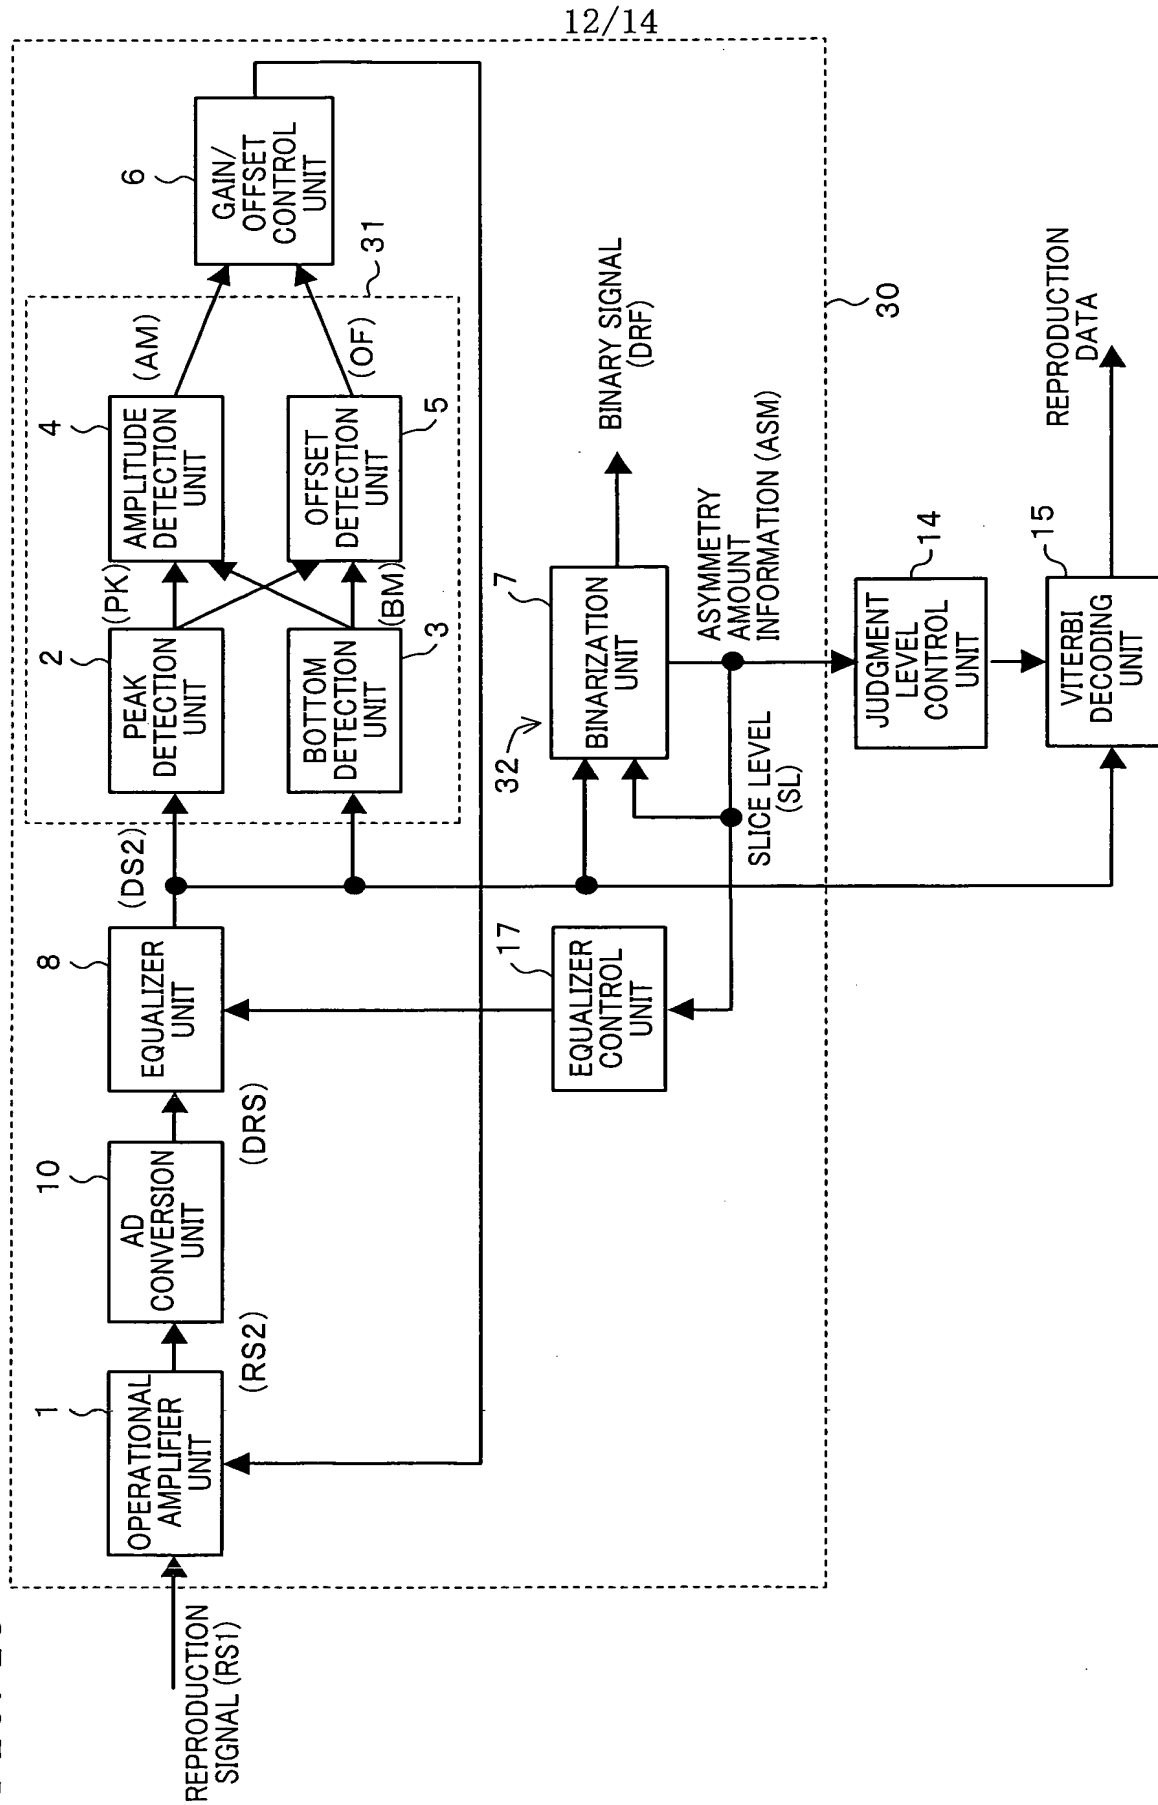 12/14
REPRODUCTION
SIGNAL (RS1)
1
OPERATIONAL
AMPLIFIER
UNIT
(RS2)
10
AD
CONVERSION
UNIT
(DRS)
8
EQUALIZER
UNIT
(DS2)
2
PEAK
DETECTION
UNIT
(PK)
BOTTOM
DETECTION
UNIT
3
(BM)
4
AMPLITUDE
DETECTION
UNIT
(AM)
OFFSET
DETECTION
UNIT
5
(OF)
31
6
GAIN/
OFFSET
CONTROL
UNIT
17
EQUALIZER
CONTROL
UNIT
32
7
BINARIZATION
UNIT
BINARY SIGNAL
(DRF)
SLICE LEVEL
(SL)
ASYMMETRY
AMOUNT
INFORMATION (ASM)
30
14
JUDGMENT
LEVEL
CONTROL
UNIT
15
VITERBI
DECODING
UNIT
REPRODUCTION
DATA